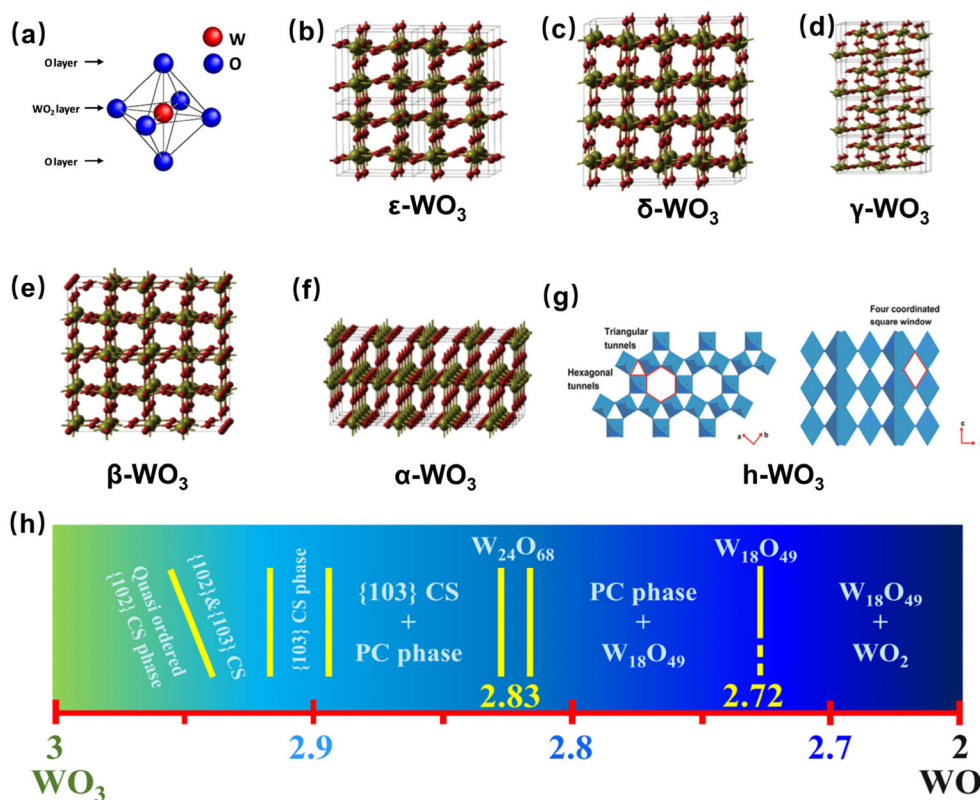 (a)
W
O
O layer
WO₂ layer
O layer
(b)
ε-WO₃
(c)
δ-WO₃
(d)
γ-WO₃
(e)
β-WO₃
(f)
α-WO₃
(g)
Triangular
tunnels
Hexagonal
tunnels
a
b
Four coordinated
square window
c
h-WO₃
(h)
Quasi ordered
{102} CS phase
{102}&{103} CS
{103} CS phase
{103} CS
+
PC phase
W₂₄O₆₈
2.83
PC phase
+
W₁₈O₄₉
W₁₈O₄₉
2.72
W₁₈O₄₉
+
WO₂
3
2.9
2.8
2.7
2
WO₃
WO